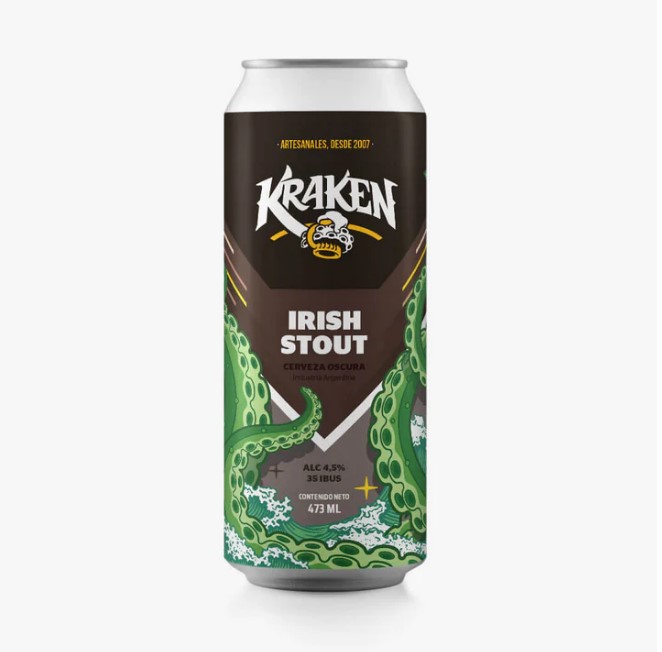 · ARTESANALES, DESDE 2007 ·
KRAKEN
IRISH
STOUT
CERVEZA OSCURA
Industria Argentina
ALC 4,5%
35 IBUS
CONTENIDO NETO
473 ML